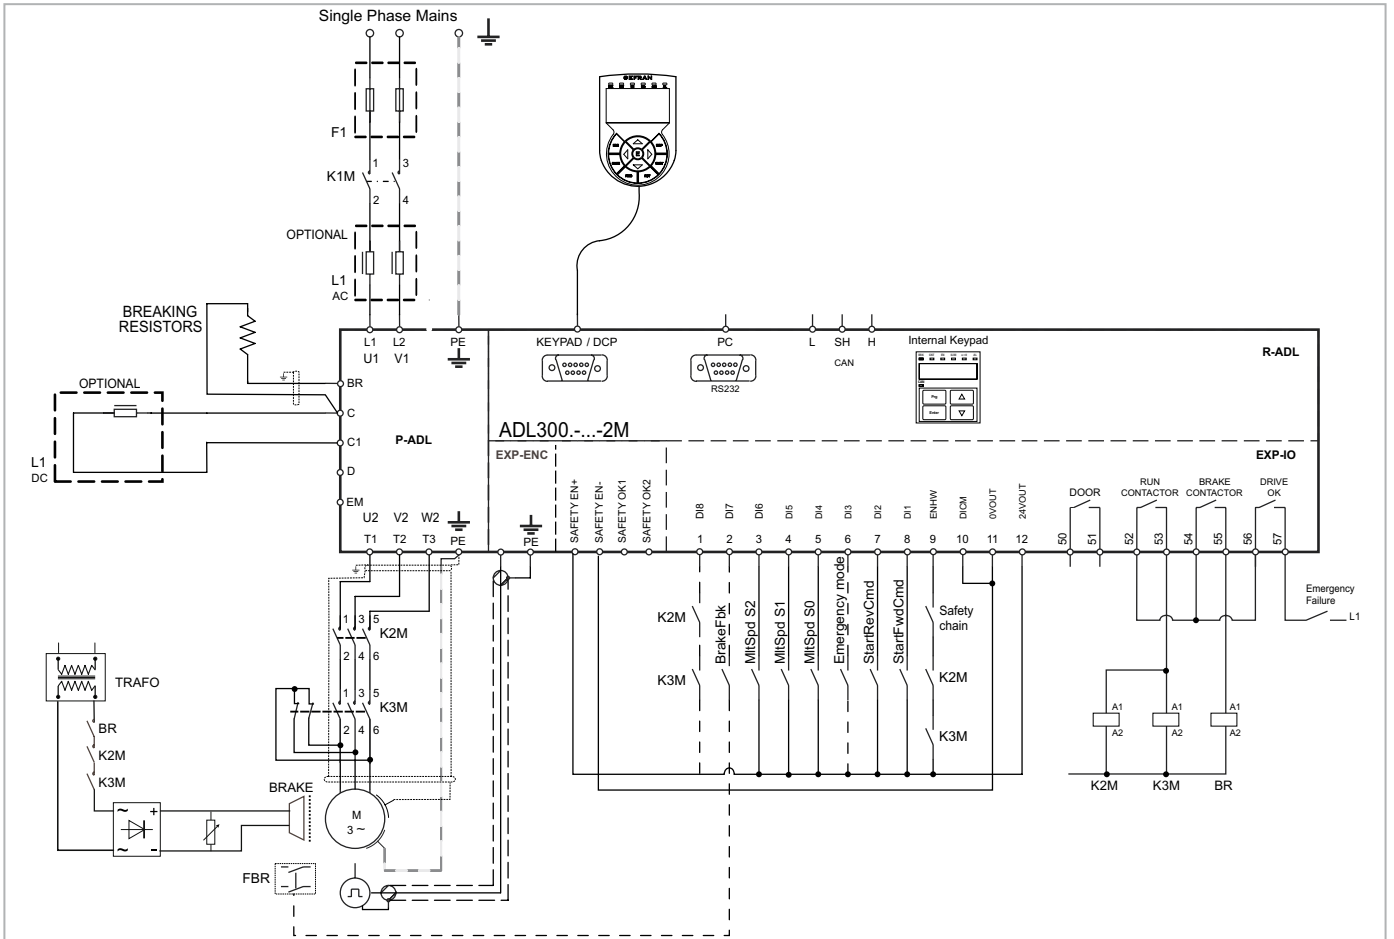 Single Phase Mains
GEFRAN
F1
1 3
K1M
2 4
OPTIONAL
L1
AC
BREAKING
RESISTORS
L1 L2 PE
U1 V1
KEYPAD / DCP
PC
RS232
L SH H
CAN
Internal Keypad
Prg
Enter
R-ADL
OPTIONAL
L1
DC
BR
C
C1
D
EM
P-ADL
ADL300.-...-2M
EXP-ENC
EXP-IO
U2 V2 W2
T1 T2 T3 PE
PE
SAFETY EN+
SAFETY EN-
SAFETY OK1
SAFETY OK2
DI8
DI7
DI6
DI5
DI4
DI3
DI2
DI1
ENHW
DICM
0VOUT
24VOUT
1 2 3 4 5 6 7 8 9 10 11 12
DOOR
RUN
CONTACTOR
BRAKE
CONTACTOR
DRIVE
OK
50 51 52 53 54 55 56 57
Emergency
Failure
L1
K2M
K3M
BrakeFbk
MltSpd S2
MltSpd S1
MltSpd S0
Emergency mode
StartRevCmd
StartFwdCmd
Safety
chain
K2M
K3M
1 3 5
K2M
2 4 6
1 3 5
K3M
2 4 6
TRAFO
BR
K2M
K3M
~ +
~ -
BRAKE
M
3 ~
FBR
A1 A1 A1
A2 A2 A2
K2M K3M BR